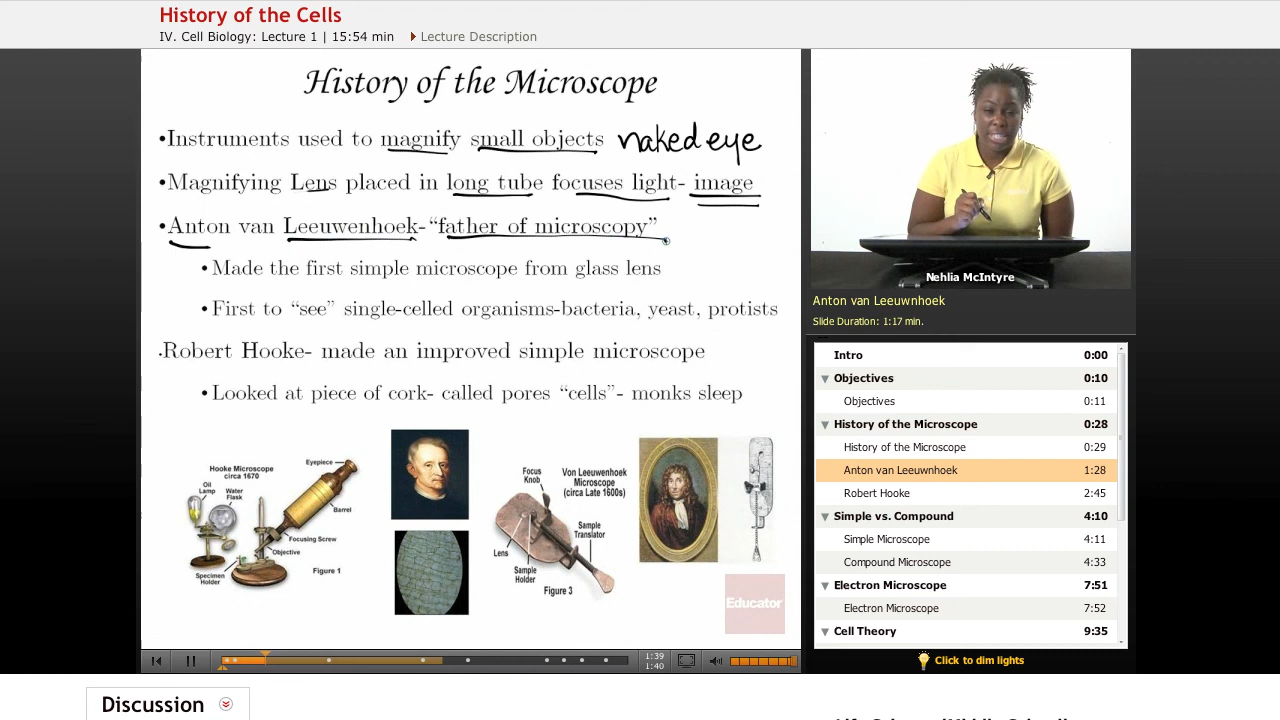 History of the Cells
IV. Cell Biology: Lecture 1 | 15:54 min Lecture Description
History of the Microscope
•Instruments used to magnify small objects naked eye
•Magnifying Lens placed in long tube focuses light- image
•Anton van Leeuwenhoek-“father of microscopy”
•Made the first simple microscope from glass lens
•First to “see” single-celled organisms-bacteria, yeast, protists
.Robert Hooke- made an improved simple microscope
•Looked at piece of cork- called pores “cells”- monks sleep
Hooke Microscope
circa 1670
Oil
Lamp
Water
Flask
Eyepiece
Barrel
Focusing Screw
Objective
Specimen
Holder
Figure 1
Focus
Knob
Von Leeuwenhoek
Microscope
(circa Late 1600s)
Sample
Translator
Lens
Sample
Holder
Figure 3
Educator
Nehlia McIntyre
Anton van Leeuwnhoek
Slide Duration: 1:17 min.
Intro 0:00
Objectives 0:10
Objectives 0:11
History of the Microscope 0:28
History of the Microscope 0:29
Anton van Leeuwnhoek 1:28
Robert Hooke 2:45
Simple vs. Compound 4:10
Simple Microscope 4:11
Compound Microscope 4:33
Electron Microscope 7:51
Electron Microscope 7:52
Cell Theory 9:35
1:39
1:40
Click to dim lights
Discussion